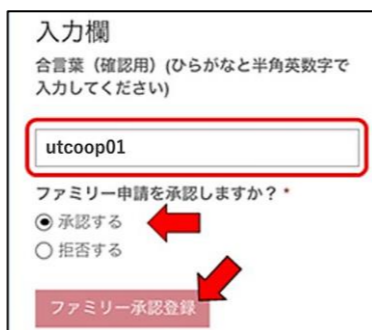 入力欄
合言葉（確認用）(ひらがなと半角英数字で
入力してください)
utcoop01
ファミリー申請を承認しますか？*
承認する
拒否する
ファミリー承認登録